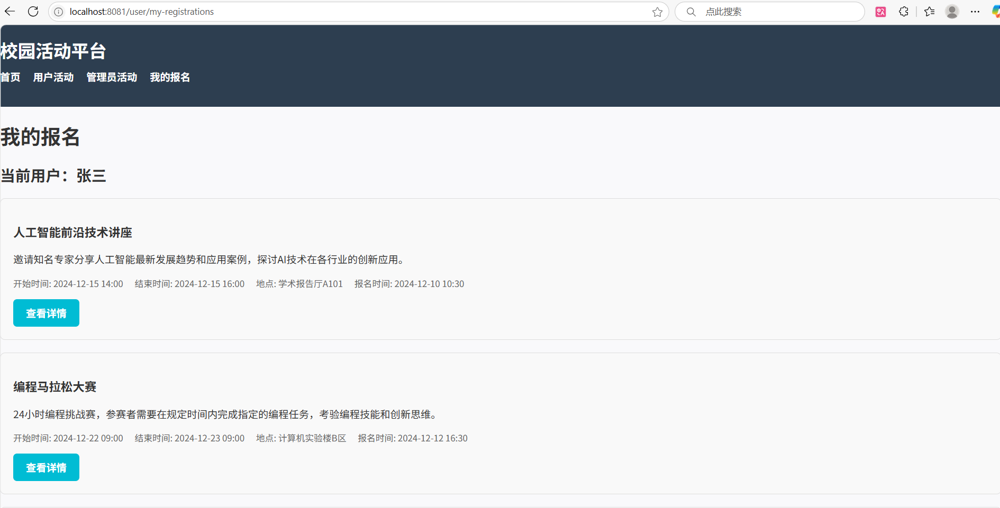 localhost:8081/user/my-registrations
点此搜索
校园活动平台
首页 用户活动 管理员活动 我的报名
我的报名
当前用户：张三
人工智能前沿技术讲座
邀请知名专家分享人工智能最新发展趋势和应用案例，探讨AI技术在各行业的创新应用。
开始时间: 2024-12-15 14:00 结束时间: 2024-12-15 16:00 地点: 学术报告厅A101 报名时间: 2024-12-10 10:30
查看详情
编程马拉松大赛
24小时编程挑战赛，参赛者需要在规定时间内完成指定的编程任务，考验编程技能和创新思维。
开始时间: 2024-12-22 09:00 结束时间: 2024-12-23 09:00 地点: 计算机实验楼B区 报名时间: 2024-12-12 16:30
查看详情